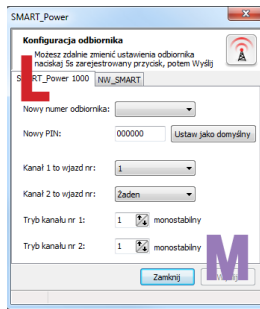 SMART_Power
Konfiguracja odbiornika
Możesz zdalnie zmienić ustawienia odbiornika
naciskaj 5s zarejestrowany przycisk, potem Wyślij
L
RT_Power 1000 NW_SMART
Nowy numer odbiornika:
Nowy PIN: 000000 Ustaw jako domyślny
Kanał 1 to wjazd nr: 1
Kanał 2 to wjazd nr: Żaden
Tryb kanału nr 1: 1 monostabilny
Tryb kanału nr 2: 1 monostabilny
M
Zamknij